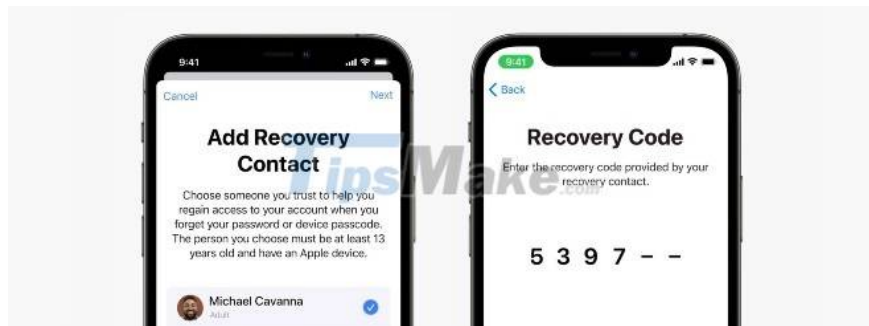 9:41
Cancel
Next
Add Recovery
Contact
Choose someone you trust to help you
regain access to your account when you
forget your password or device passcode.
The person you choose must be at least 13
years old and have an Apple device.
Michael Cavanna
Adult
9:41
Back
Recovery Code
Enter the recovery code provided by your
recovery contact.
5 3 9 7 – –
TipsMake.com